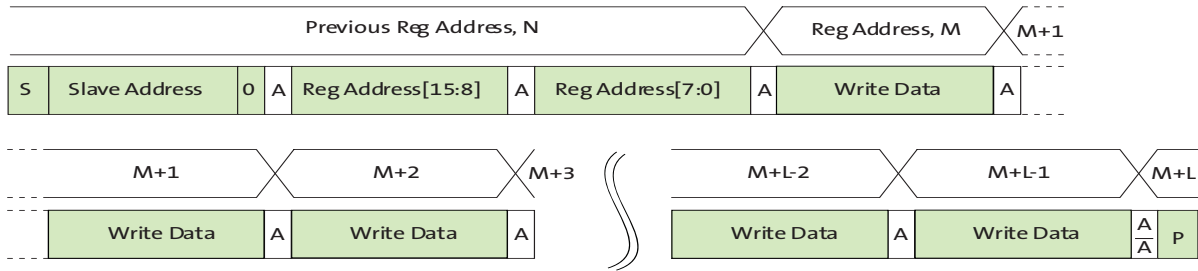 Previous Reg Address, N Reg Address, M M+1
S Slave Address 0 A Reg Address[15:8] A Reg Address[7:0] A Write Data A
M+1 M+2 M+3 M+L-2 M+L-1 M+L
Write Data A Write Data A Write Data A Write Data A/A̅ P